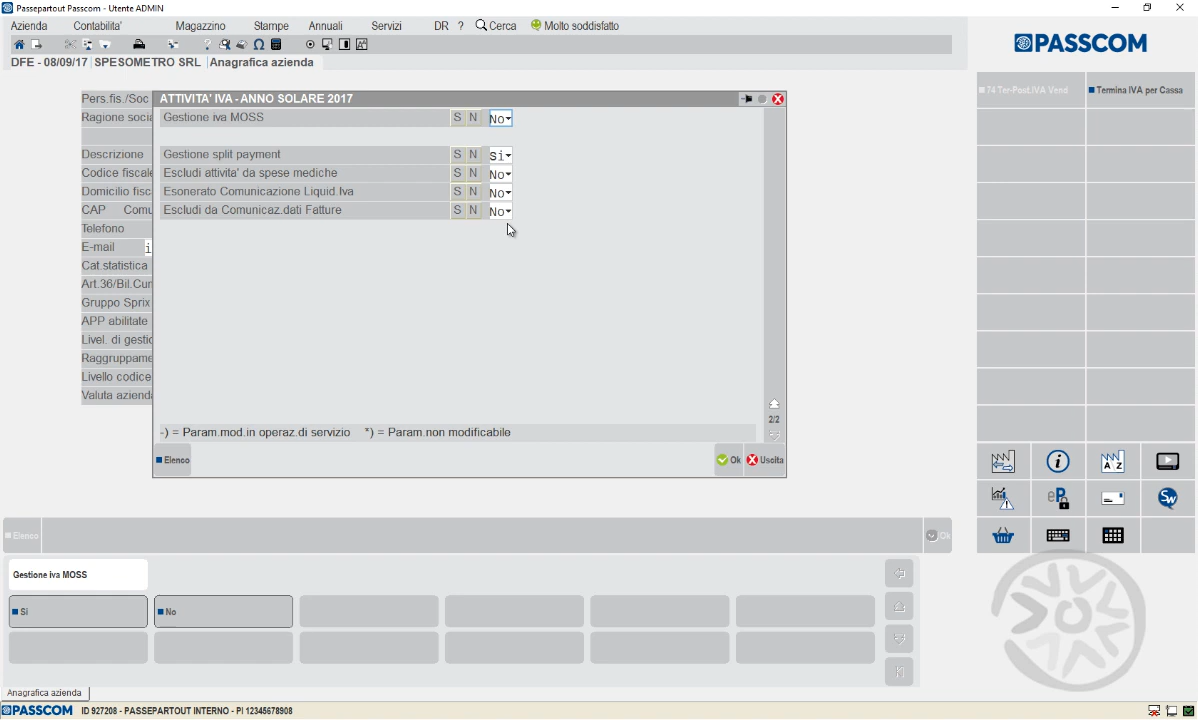 Passepartout Passcom - Utente ADMIN
Azienda Contabilita' Magazzino Stampe Annuali Servizi DR ? Cerca Molto soddisfatto
DFE - 08/09/17 SPESOMETRO SRL Anagrafica azienda
PASSCOM
74 Ter-Post.IVA Vend Termina IVA per Cassa
Pers.fis./Soc
Ragione socia
Descrizione
Codice fiscale
Domicilio fisc
CAP Comu
Telefono
E-mail i
Cat.statistica
Art.36/Bil.Cur
Gruppo Sprix
APP abilitate
Livel. di gestio
Raggruppame
Livello codice
Valuta azienda
ATTIVITA' IVA - ANNO SOLARE 2017
Gestione iva MOSS S N No
Gestione split payment S N Si
Escludi attivita' da spese mediche S N No
Esonerato Comunicazione Liquid.Iva S N No
Escludi da Comunicaz.dati Fatture S N No
2/2
-) = Param.mod.in operaz.di servizio *) = Param.non modificabile
Elenco Ok Uscita
A Z
eP
Sw
Elenco Ok
Gestione iva MOSS
Si No
Anagrafica azienda
PASSCOM ID 927208 - PASSEPARTOUT INTERNO - PI 12345678908